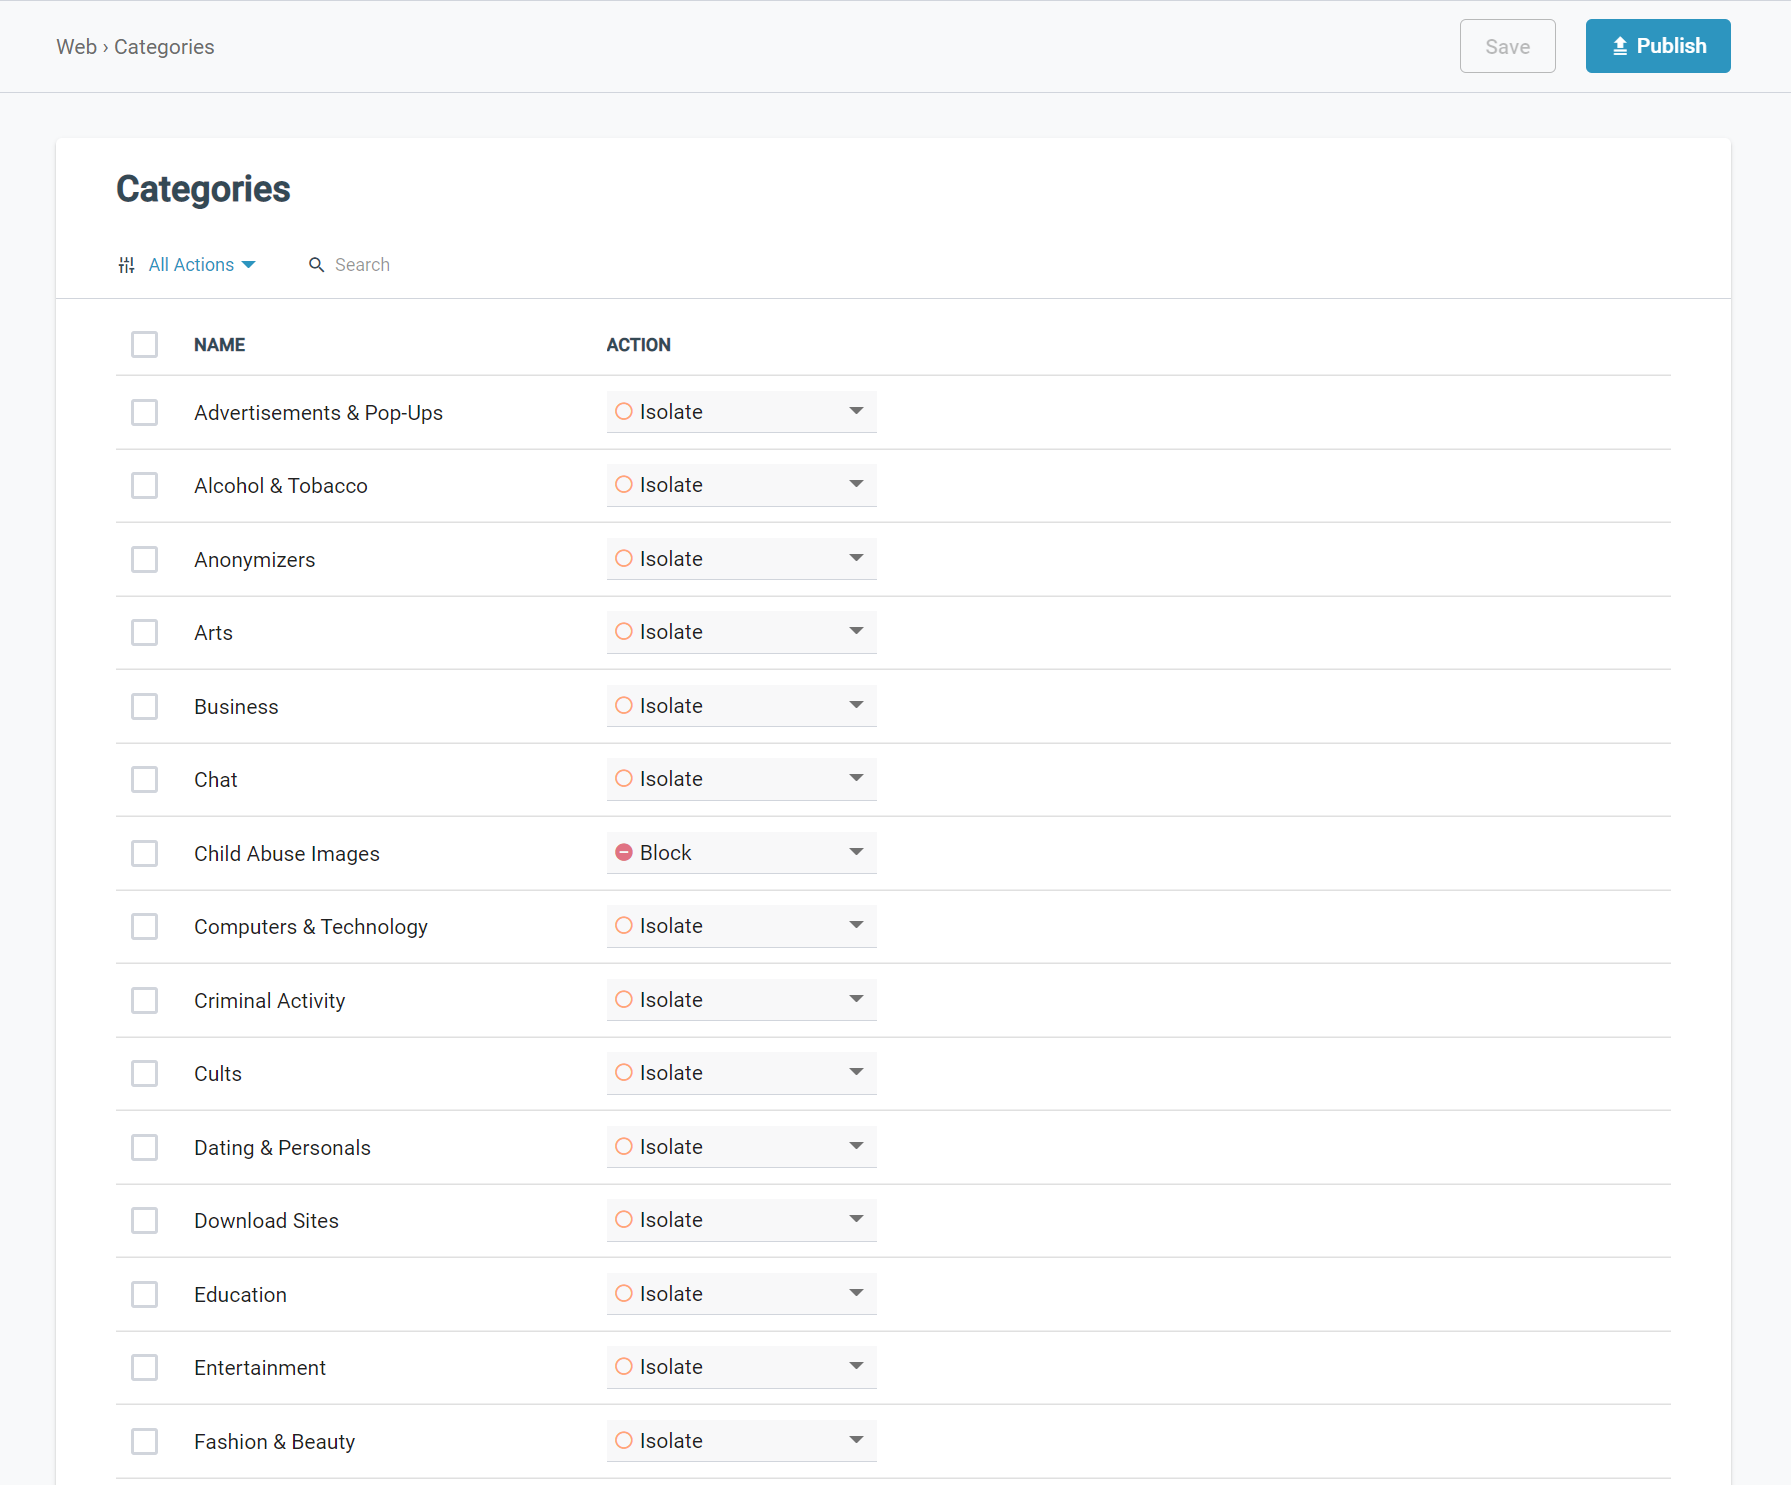 Web › Categories
Save
Publish
Categories
All Actions
Search
NAME ACTION
Advertisements & Pop-Ups Isolate
Alcohol & Tobacco Isolate
Anonymizers Isolate
Arts Isolate
Business Isolate
Chat Isolate
Child Abuse Images Block
Computers & Technology Isolate
Criminal Activity Isolate
Cults Isolate
Dating & Personals Isolate
Download Sites Isolate
Education Isolate
Entertainment Isolate
Fashion & Beauty Isolate